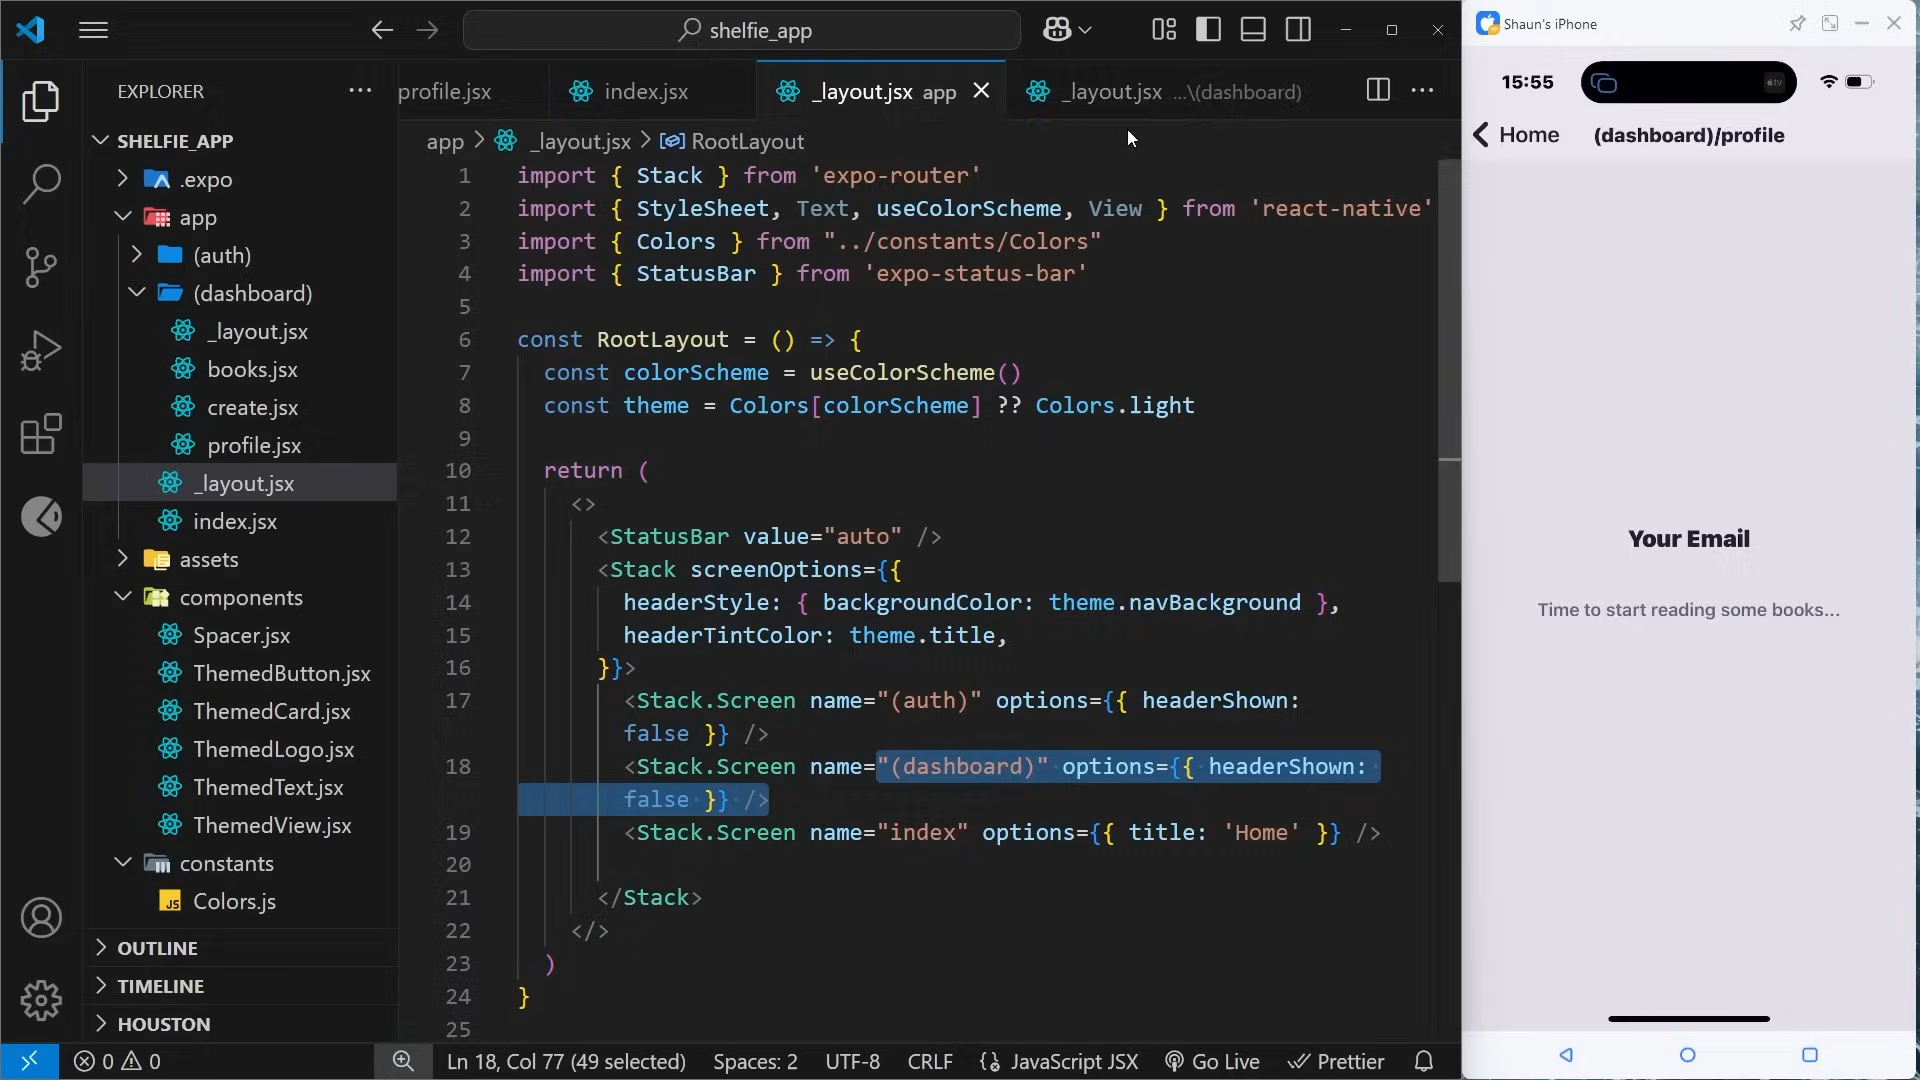 shelfie_app
Shaun's iPhone
EXPLORER
profile.jsx
index.jsx
_layout.jsx app
_layout.jsx ...\(dashboard)
15:55
tv
Home
(dashboard)/profile
app > _layout.jsx > RootLayout
SHELFIE_APP
.expo
app
(auth)
(dashboard)
_layout.jsx
books.jsx
create.jsx
profile.jsx
_layout.jsx
index.jsx
assets
components
Spacer.jsx
ThemedButton.jsx
ThemedCard.jsx
ThemedLogo.jsx
ThemedText.jsx
ThemedView.jsx
constants
JS Colors.js
OUTLINE
TIMELINE
HOUSTON
1 import { Stack } from 'expo-router'
2 import { StyleSheet, Text, useColorScheme, View } from 'react-native'
3 import { Colors } from "../constants/Colors"
4 import { StatusBar } from 'expo-status-bar'
5
6 const RootLayout = () => {
7 const colorScheme = useColorScheme()
8 const theme = Colors[colorScheme] ?? Colors.light
9
10 return (
11 <>
12 <StatusBar value="auto" />
13 <Stack screenOptions={{
14 headerStyle: { backgroundColor: theme.navBackground },
15 headerTintColor: theme.title,
16 }}>
17 <Stack.Screen name="(auth)" options={{ headerShown:
false }} />
18 <Stack.Screen name="(dashboard)" options={{ headerShown:
false }} />
19 <Stack.Screen name="index" options={{ title: 'Home' }} />
20
21 </Stack>
22 </>
23 )
24 }
25
Your Email
Time to start reading some books...
0 0
Ln 18, Col 77 (49 selected)
Spaces: 2
UTF-8
CRLF
JavaScript JSX
Go Live
Prettier